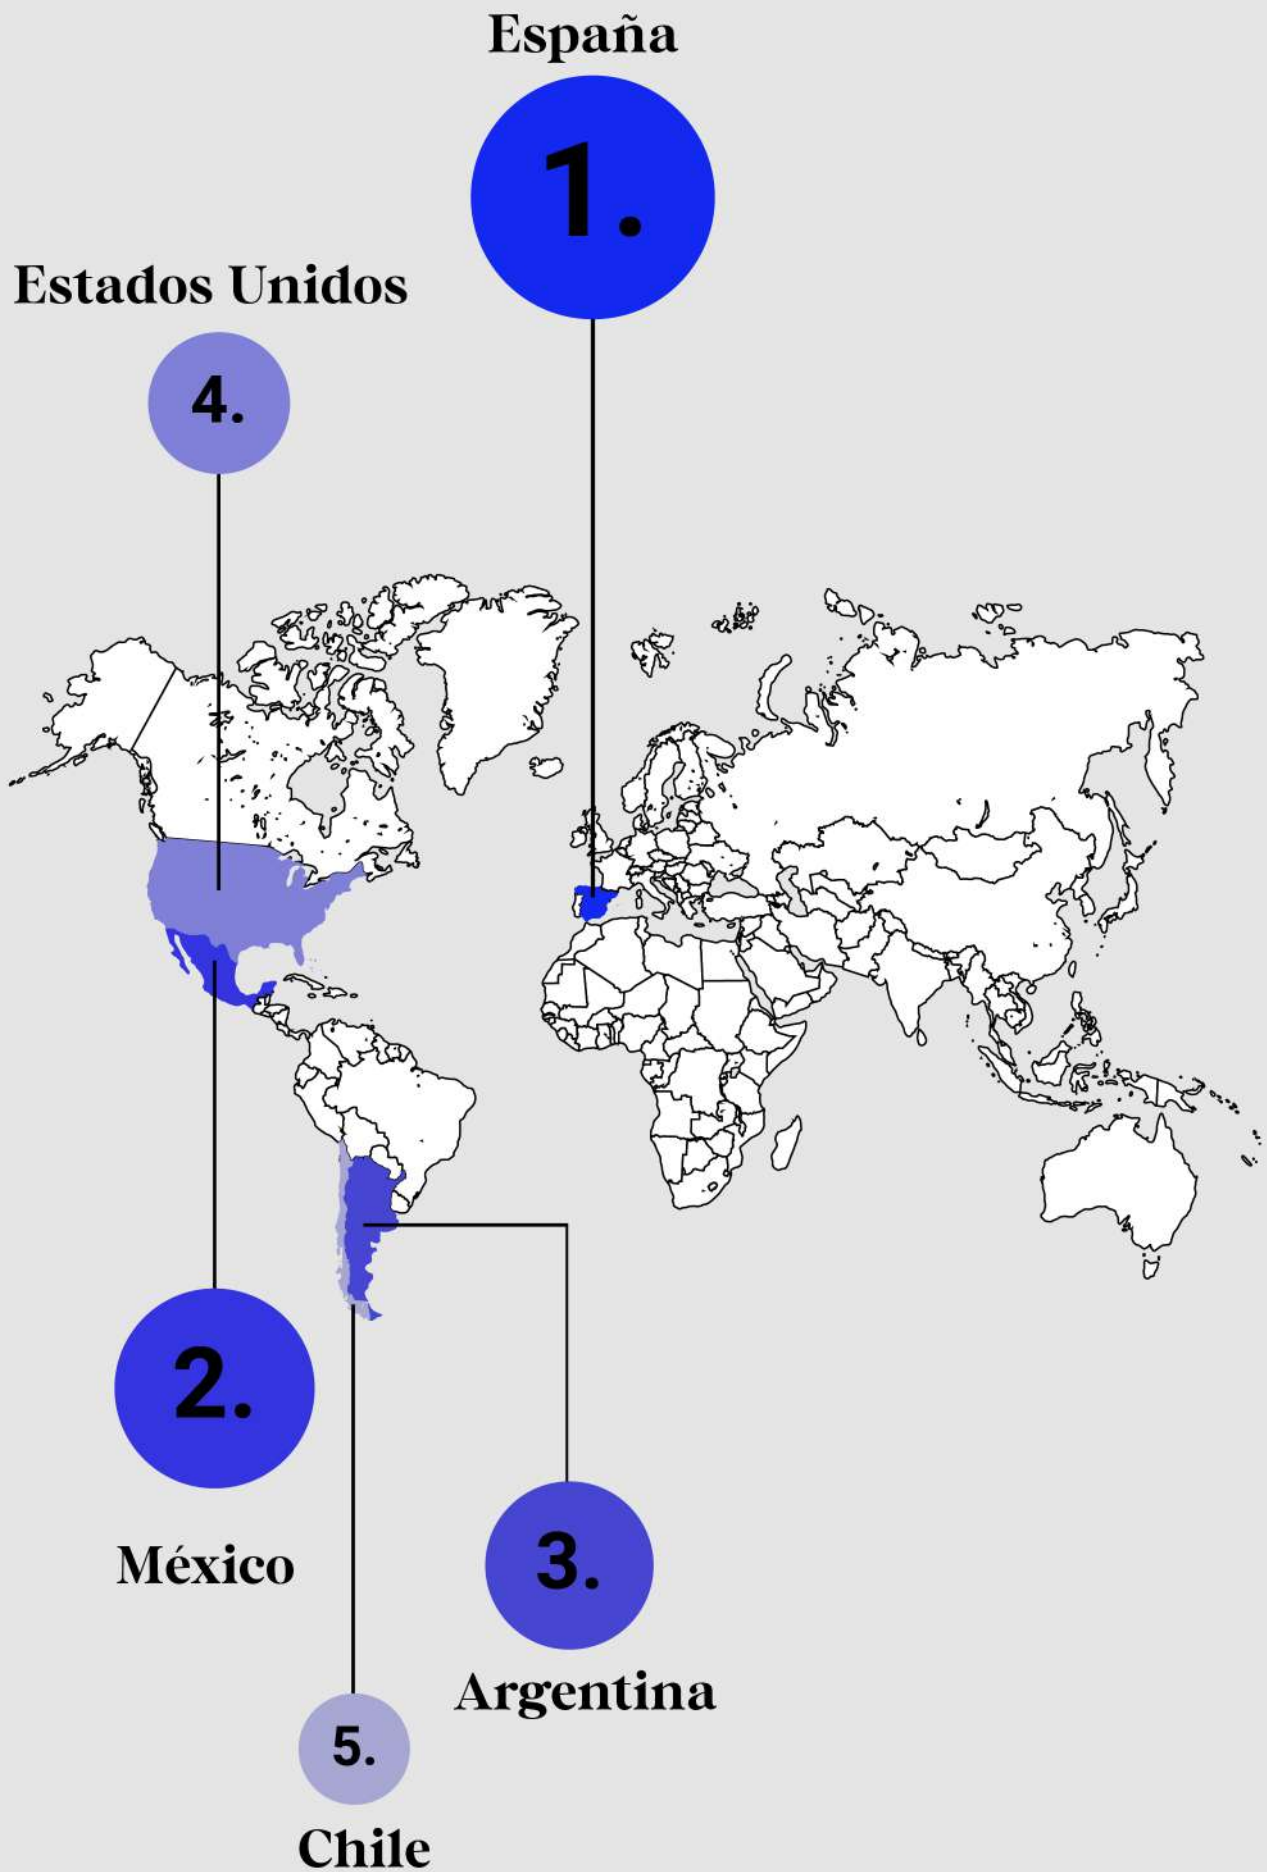 España
1.
Estados Unidos
4.
2.
México
3.
Argentina
5.
Chile